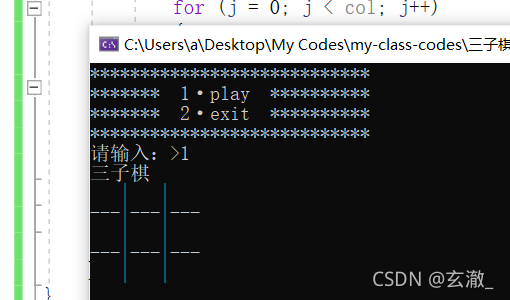 for (j = 0; j < col; j++)
{
C:\Users\a\Desktop\My Codes\my-class-codes\三子棋
****************************
*******  1·play  **********
*******  2·exit  **********
****************************
请输入：>1
三子棋
   |   |
---|---|---
   |   |
---|---|---
   |   |
}
CSDN @玄澈_